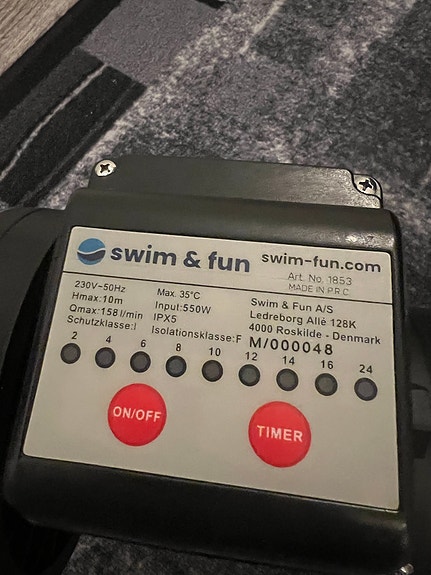 swim & fun
swim-fun.com
Art. No. 1853
MADE IN P.R.C.
230V~50Hz
Hmax:10m
Qmax:158 l/min
Schutzklasse:I
Max. 35°C
Input:550W
IPX5
Isolationsklasse:F
Swim & Fun A/S
Ledreborg Allé 128K
4000 Roskilde - Denmark
M/000048
2 4 6 8 10 12 14 16 24
ON/OFF
TIMER